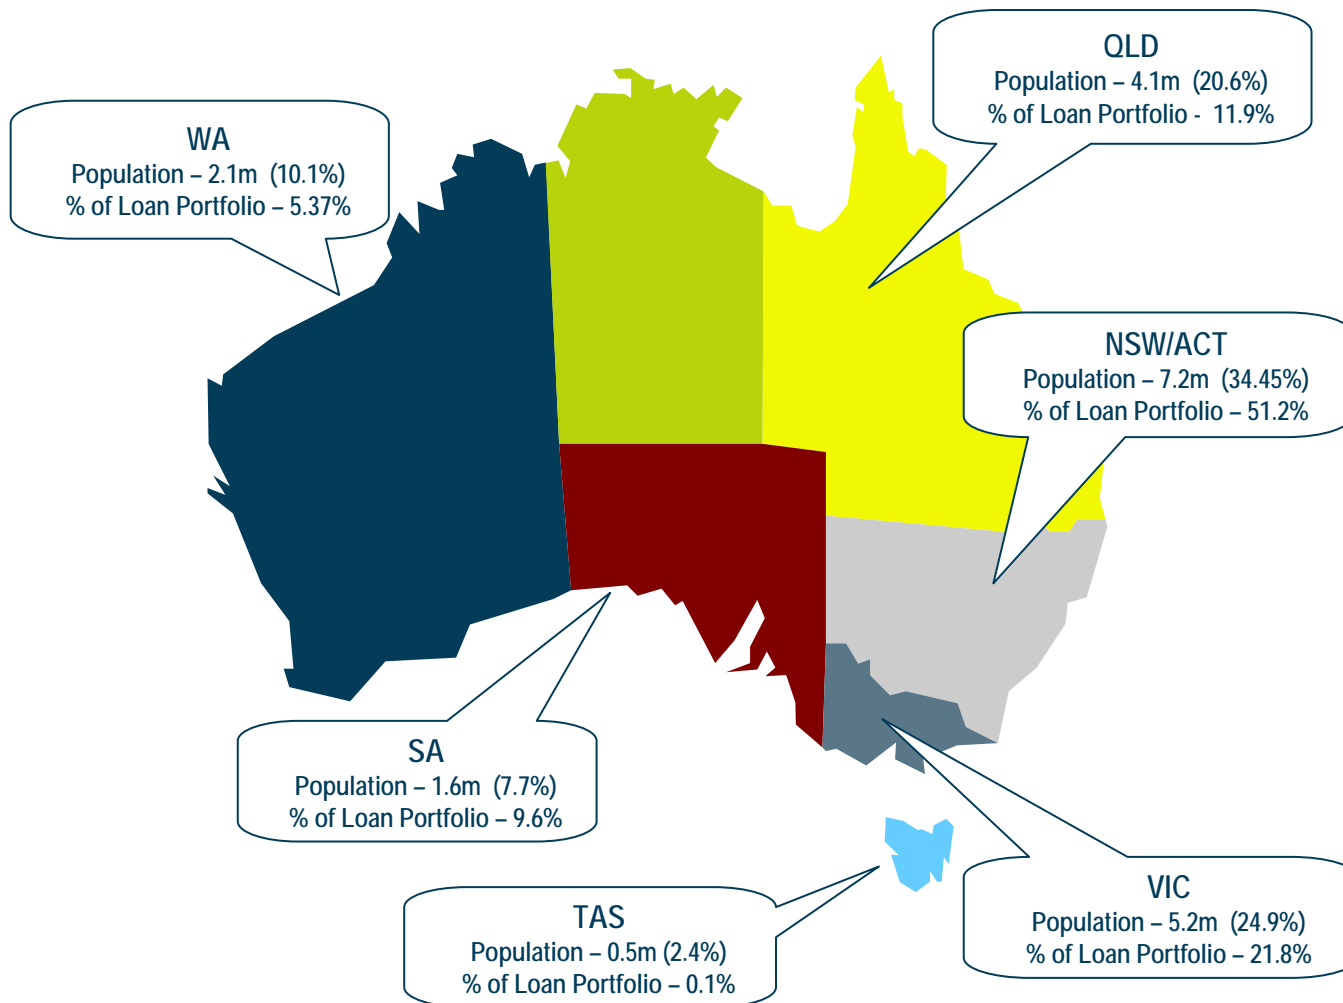 QLD
Population – 4.1m (20.6%)
% of Loan Portfolio - 11.9%
WA
Population – 2.1m (10.1%)
% of Loan Portfolio – 5.37%
NSW/ACT
Population – 7.2m (34.45%)
% of Loan Portfolio – 51.2%
SA
Population – 1.6m (7.7%)
% of Loan Portfolio – 9.6%
VIC
Population – 5.2m (24.9%)
% of Loan Portfolio – 21.8%
TAS
Population – 0.5m (2.4%)
% of Loan Portfolio – 0.1%